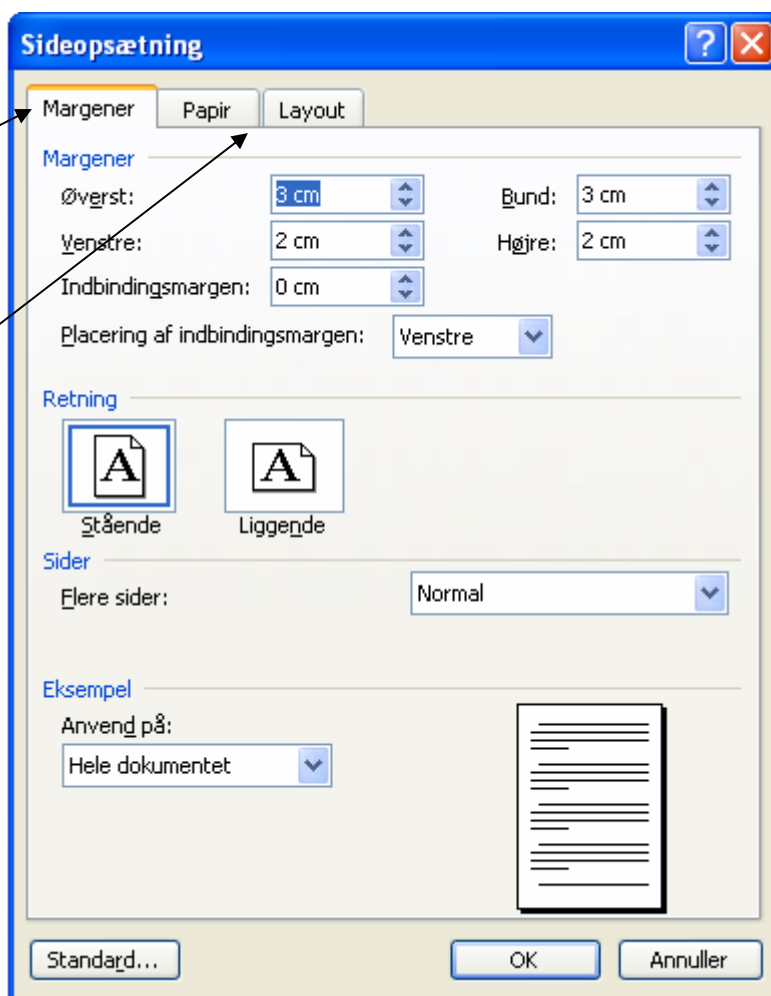 Sideopsætning
Margener Papir Layout
Margener
Øverst: 3 cm Bund: 3 cm
Venstre: 2 cm Højre: 2 cm
Indbindingsmargen: 0 cm
Placering af indbindingsmargen: Venstre
Retning
A A
Stående Liggende
Sider
Flere sider: Normal
Eksempel
Anvend på:
Hele dokumentet
Standard... OK Annuller